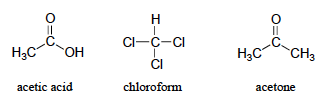 O H O
C Cl–C–Cl C
H₃C OH Cl H₃C CH₃
acetic acid chloroform acetone